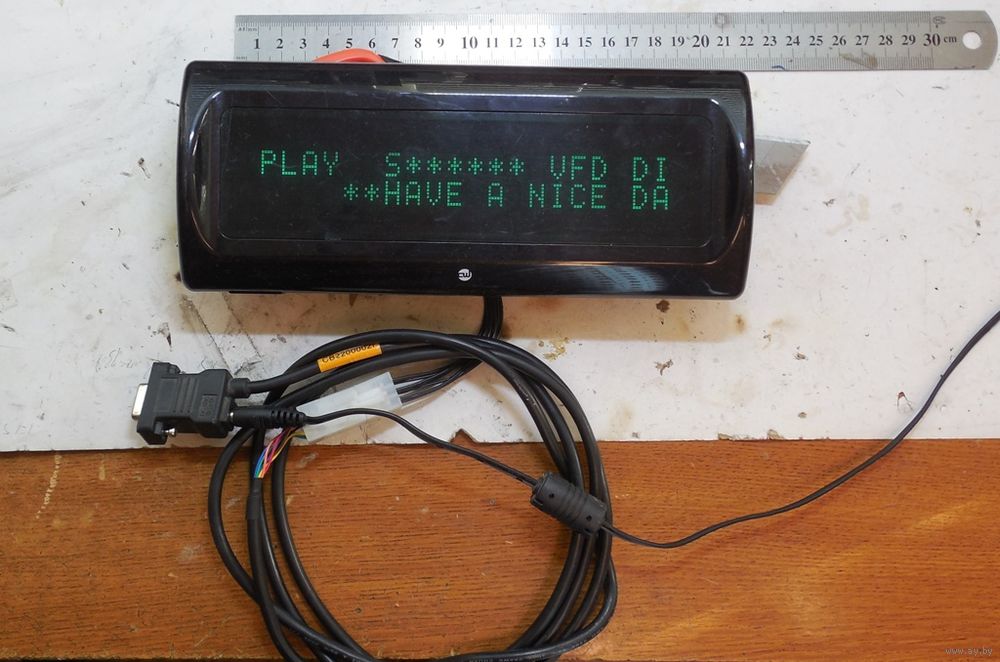 1 2 3 4 5 6 7 8 9 10 11 12 13 14 15 16 17 18 19 20 21 22 23 24 25 26 27 28 29 30 cm
PLAY S****** VFD DI
**HAVE A NICE DA
www.ay.by